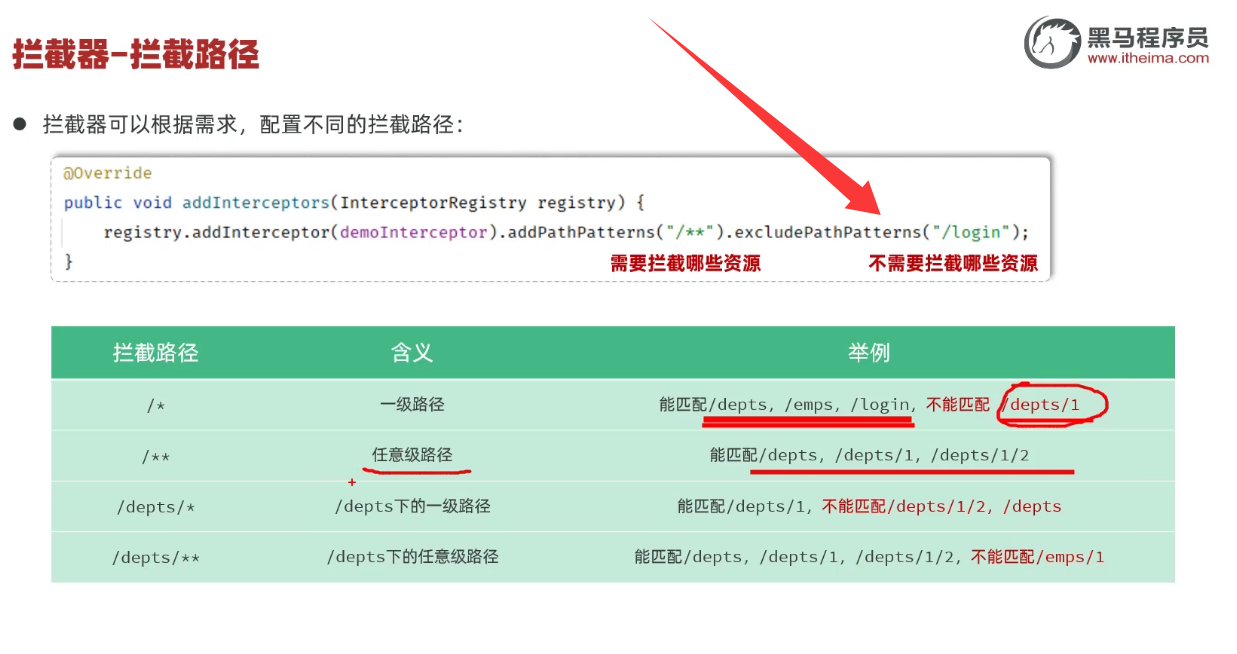 拦截器-拦截路径
黑马程序员
www.itheima.com
● 拦截器可以根据需求，配置不同的拦截路径：
@Override
public void addInterceptors(InterceptorRegistry registry) {
registry.addInterceptor(demoInterceptor).addPathPatterns("/**").excludePathPatterns("/login");
}
需要拦截哪些资源 不需要拦截哪些资源
拦截路径 含义 举例
/* 一级路径 能匹配/depts, /emps, /login, 不能匹配 /depts/1
/** 任意级路径 能匹配/depts, /depts/1, /depts/1/2
/depts/* /depts下的一级路径 能匹配/depts/1, 不能匹配/depts/1/2, /depts
/depts/** /depts下的任意级路径 能匹配/depts, /depts/1, /depts/1/2, 不能匹配/emps/1